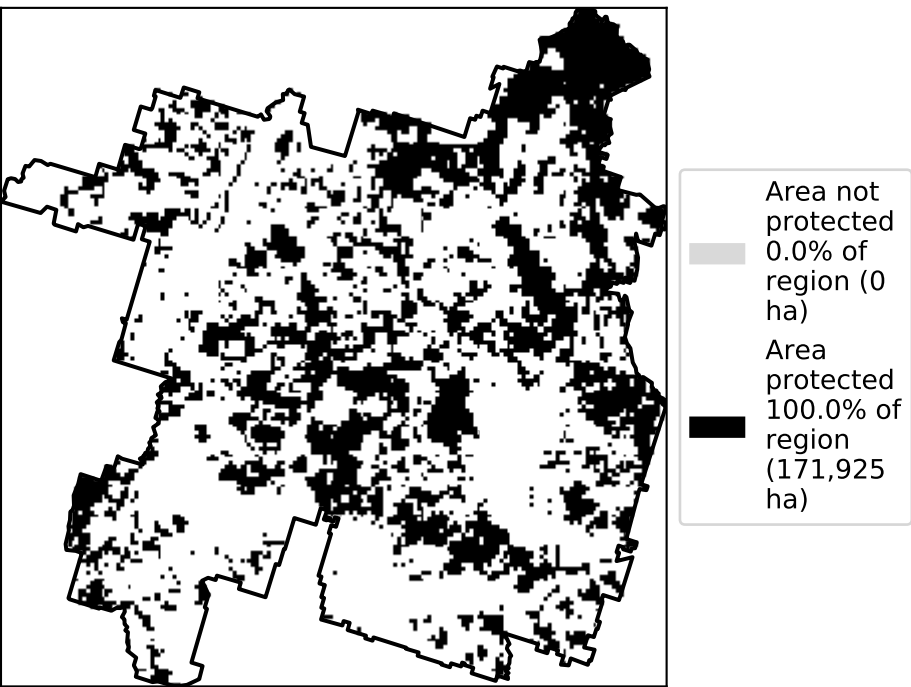 Area not
protected
0.0% of
region (0
ha)
Area
protected
100.0% of
region
(171,925
ha)